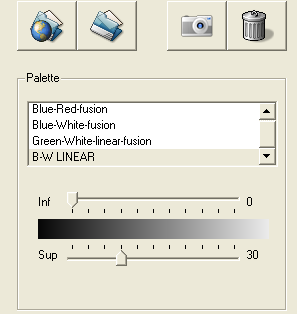 Palette
Blue-Red-fusion
Blue-White-fusion
Green-White-linear-fusion
B-W LINEAR
Inf 0
Sup 30